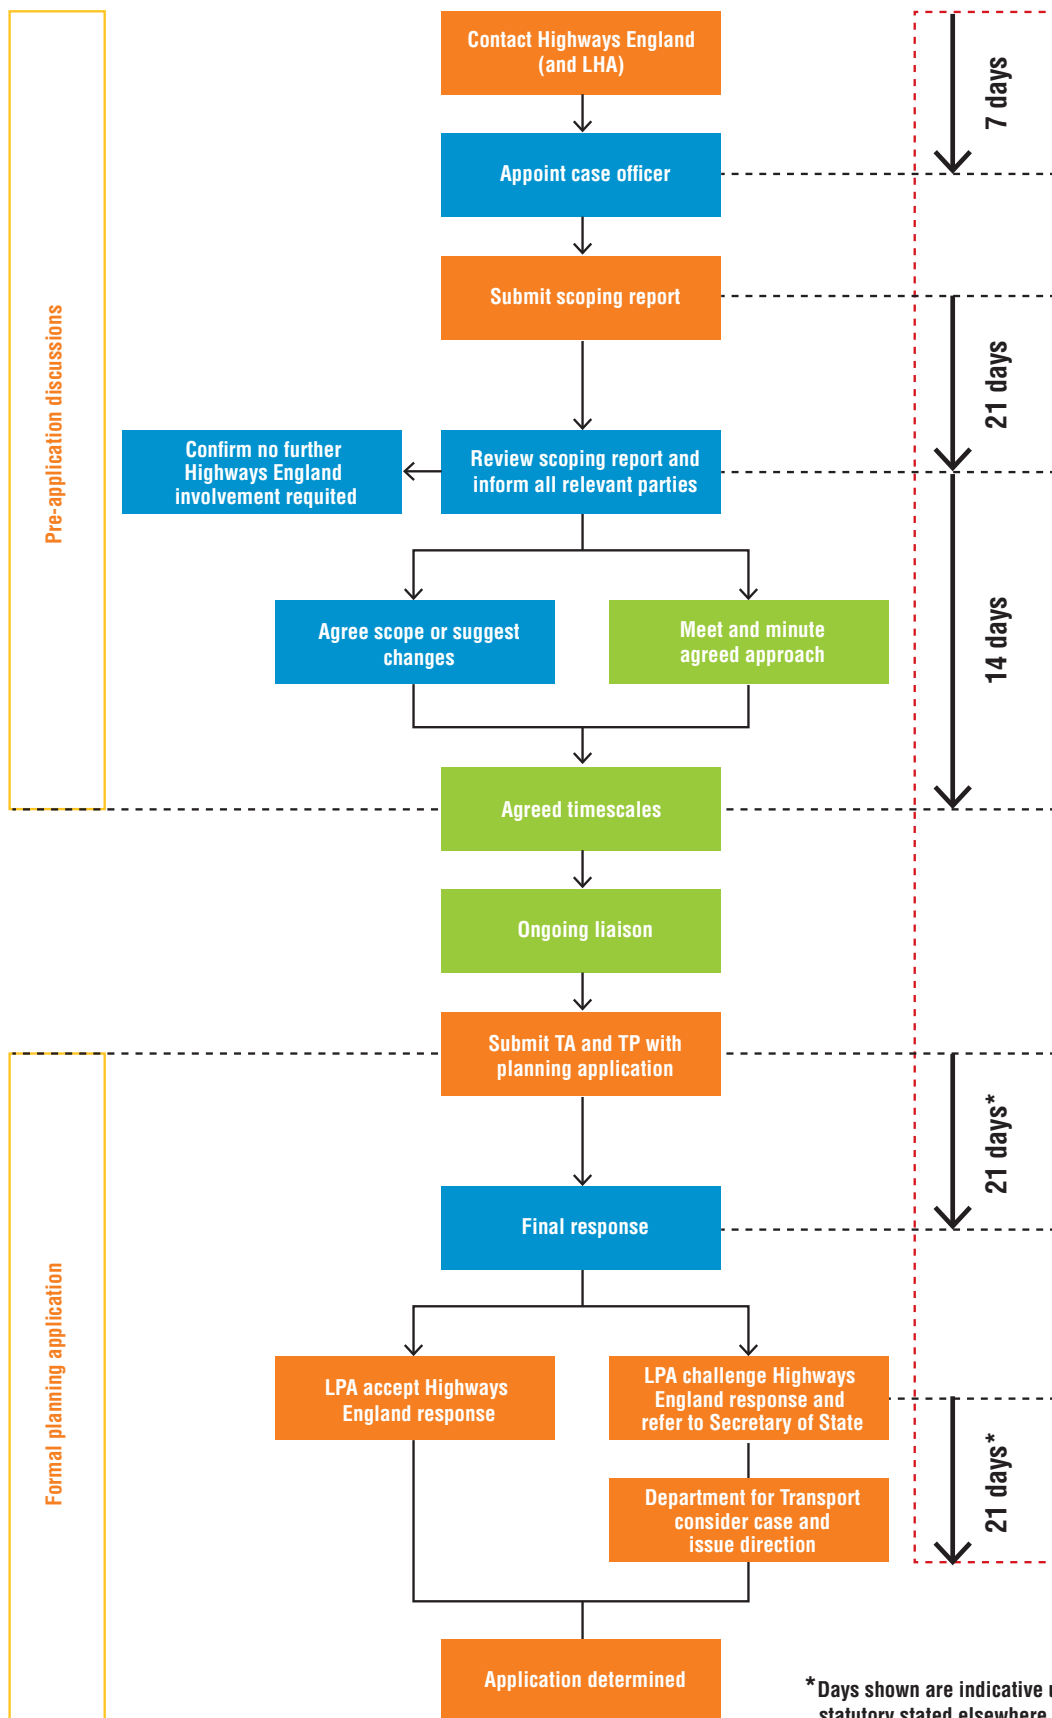 Contact Highways England
(and LHA)
7 days
Appoint case officer
Submit scoping report
Pre-application discussions
21 days
Confirm no further
Highways England
involvement requited
Review scoping report and
inform all relevant parties
Agree scope or suggest
changes
Meet and minute
agreed approach
14 days
Agreed timescales
Ongoing liaison
Submit TA and TP with
planning application
21 days*
Final response
Formal planning application
LPA accept Highways
England response
LPA challenge Highways
England response and
refer to Secretary of State
21 days*
Department for Transport
consider case and
issue direction
Application determined
*Days shown are indicative
statutory stated elsewhere